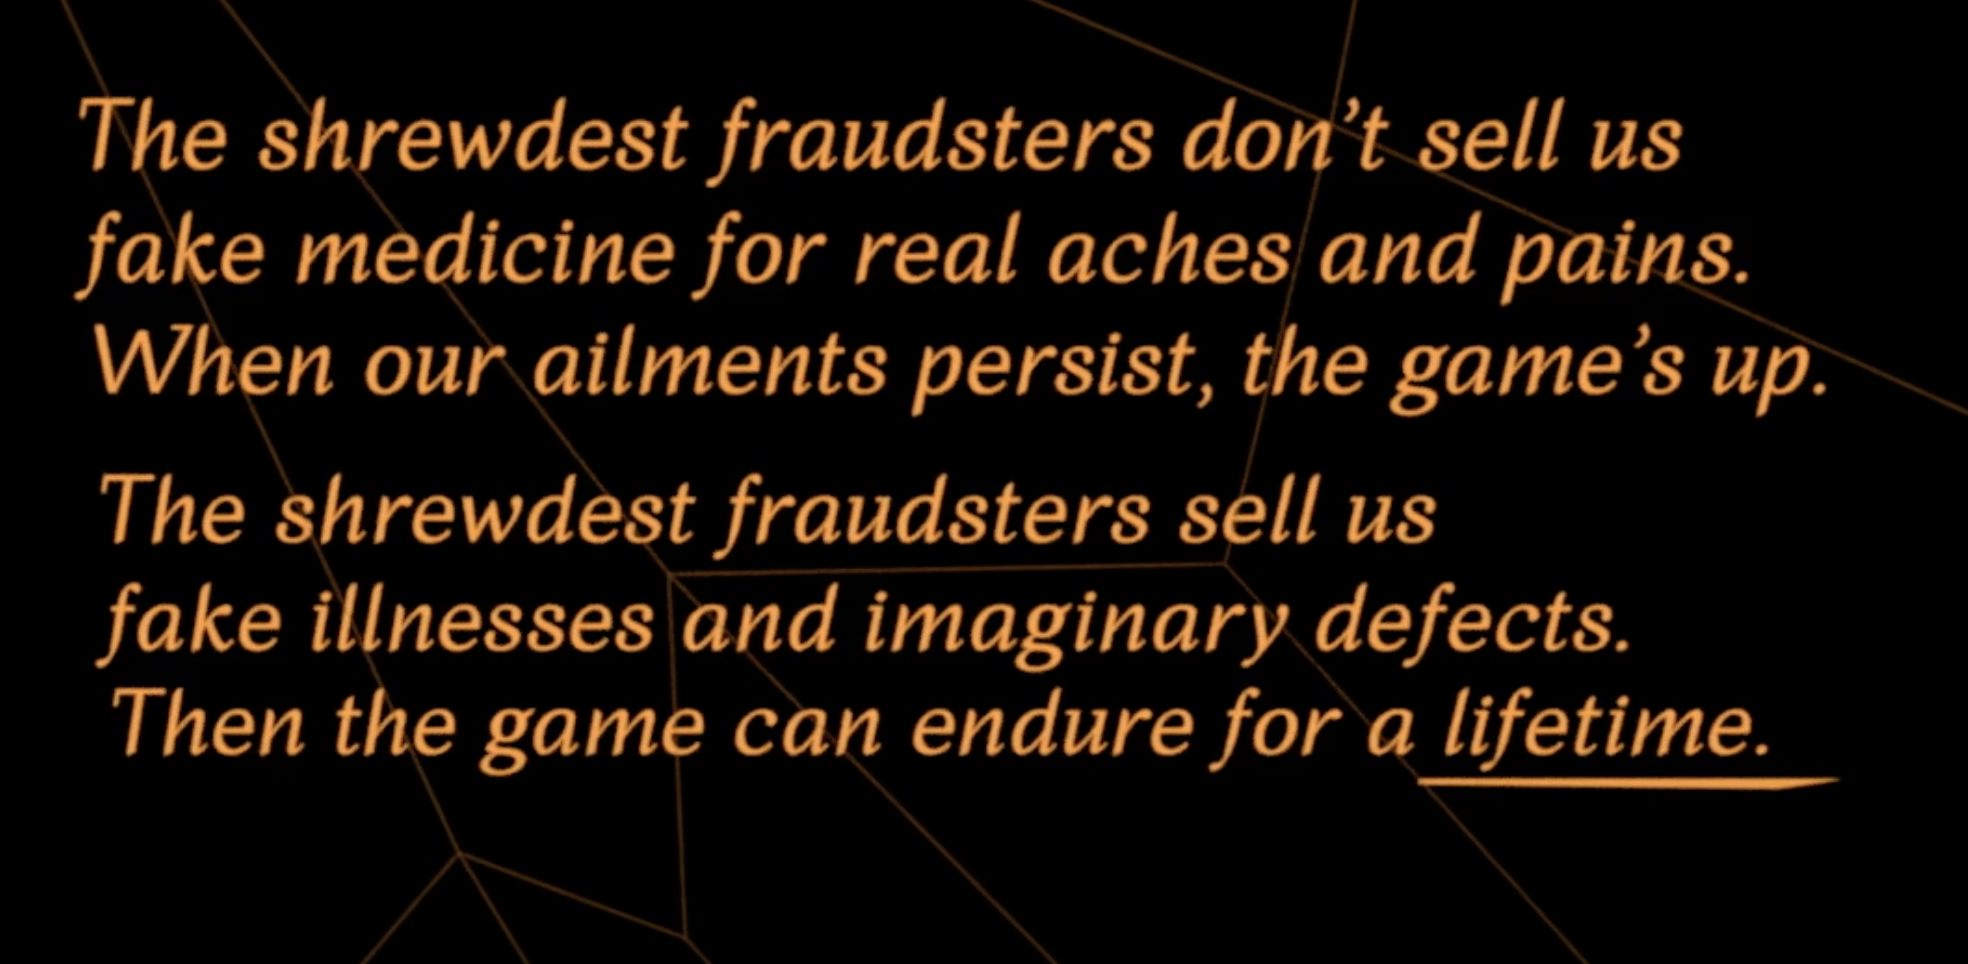 The shrewdest fraudsters don’t sell us
fake medicine for real aches and pains.
When our ailments persist, the game’s up.
The shrewdest fraudsters sell us
fake illnesses and imaginary defects.
Then the game can endure for a lifetime.